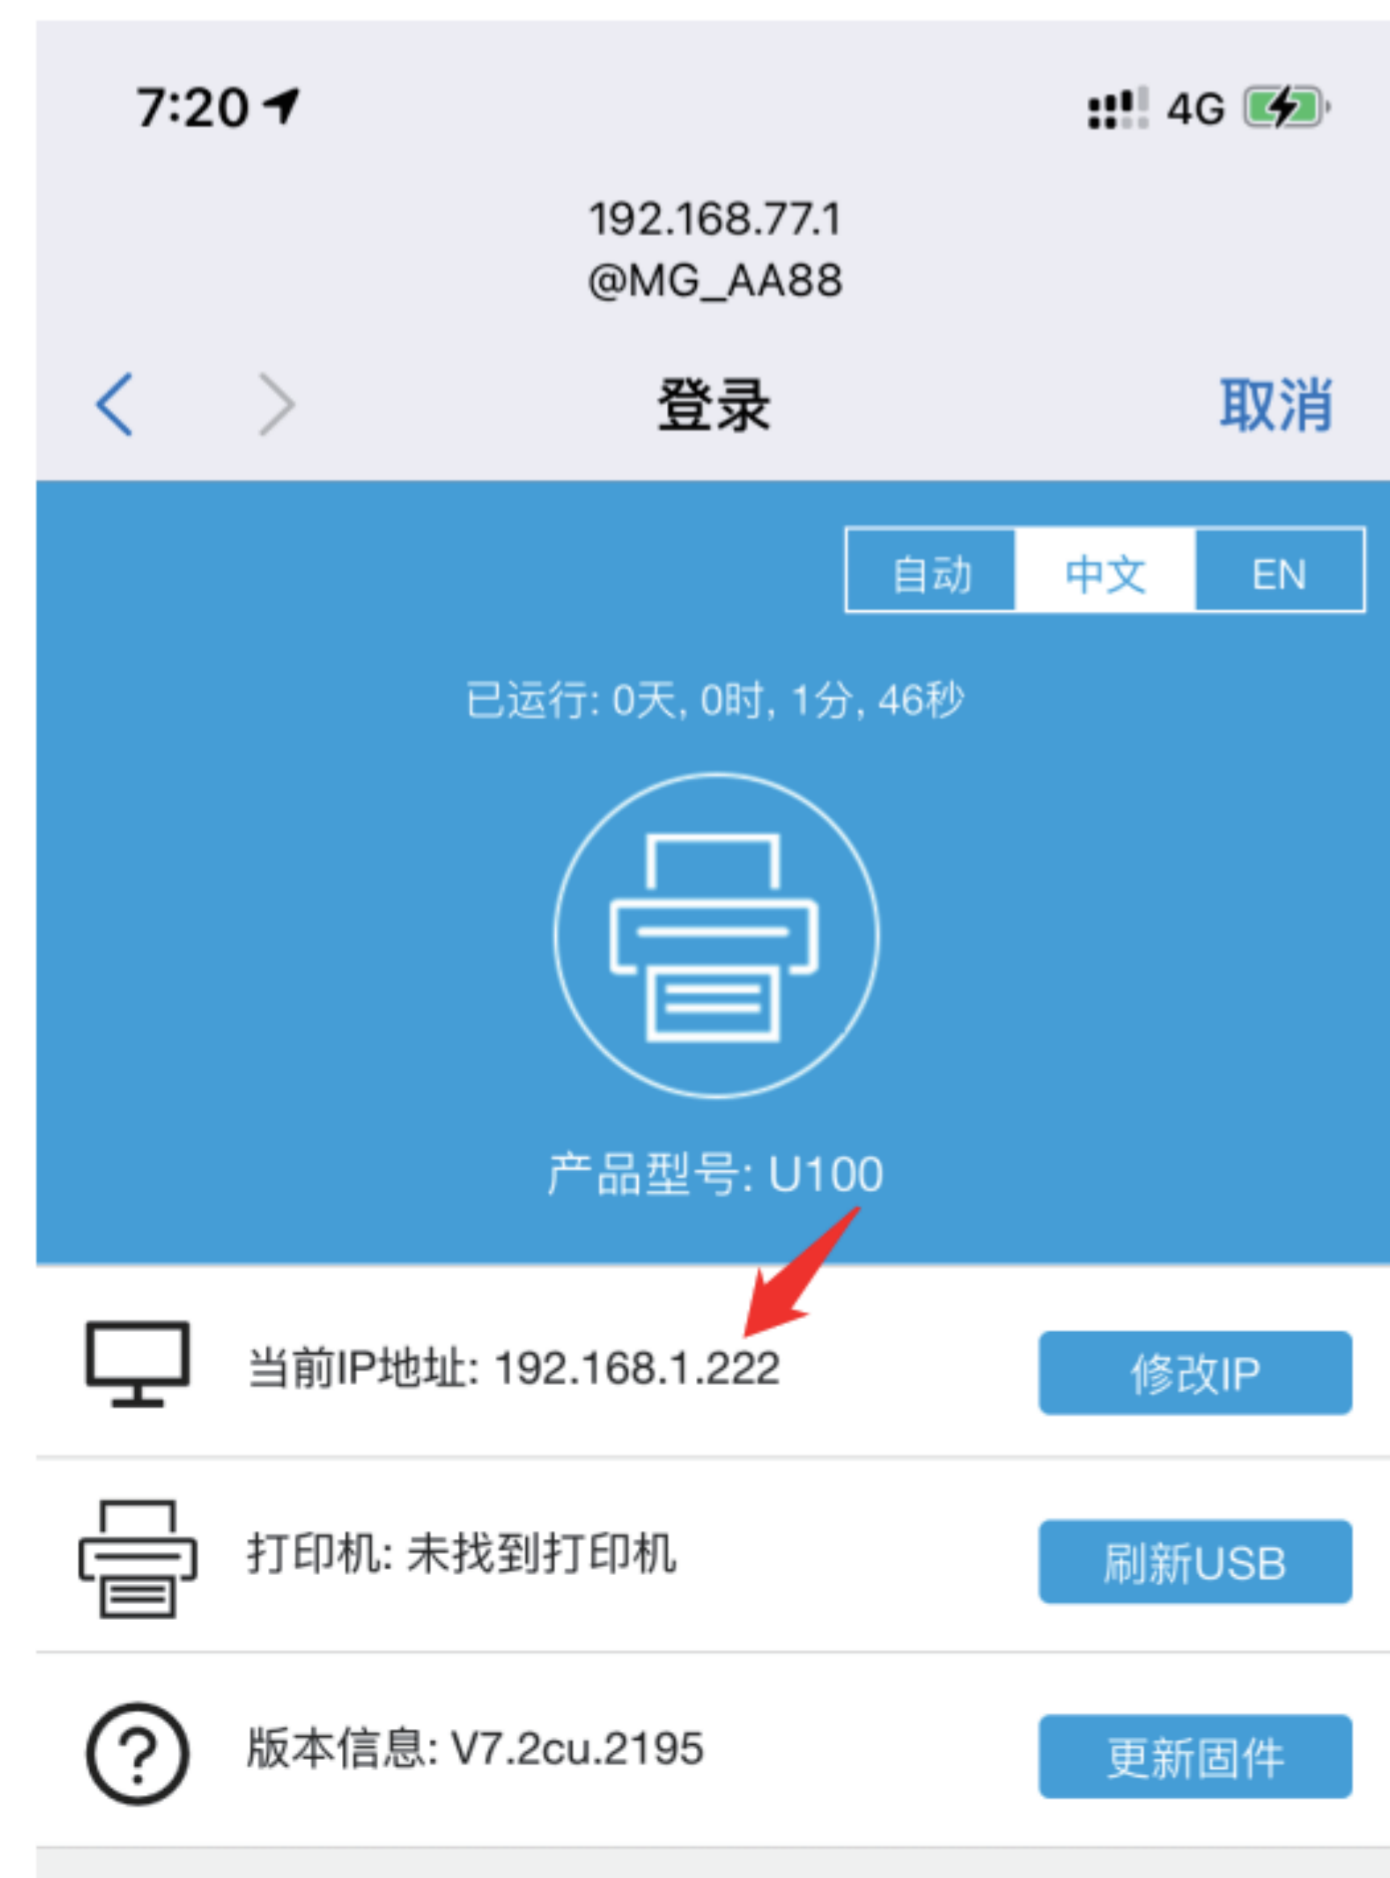 7:20
4G
192.168.77.1
@MG_AA88
登录
取消
自动
中文
EN
已运行: 0天, 0时, 1分, 46秒
产品型号: U100
当前IP地址: 192.168.1.222
修改IP
打印机: 未找到打印机
刷新USB
版本信息: V7.2cu.2195
更新固件